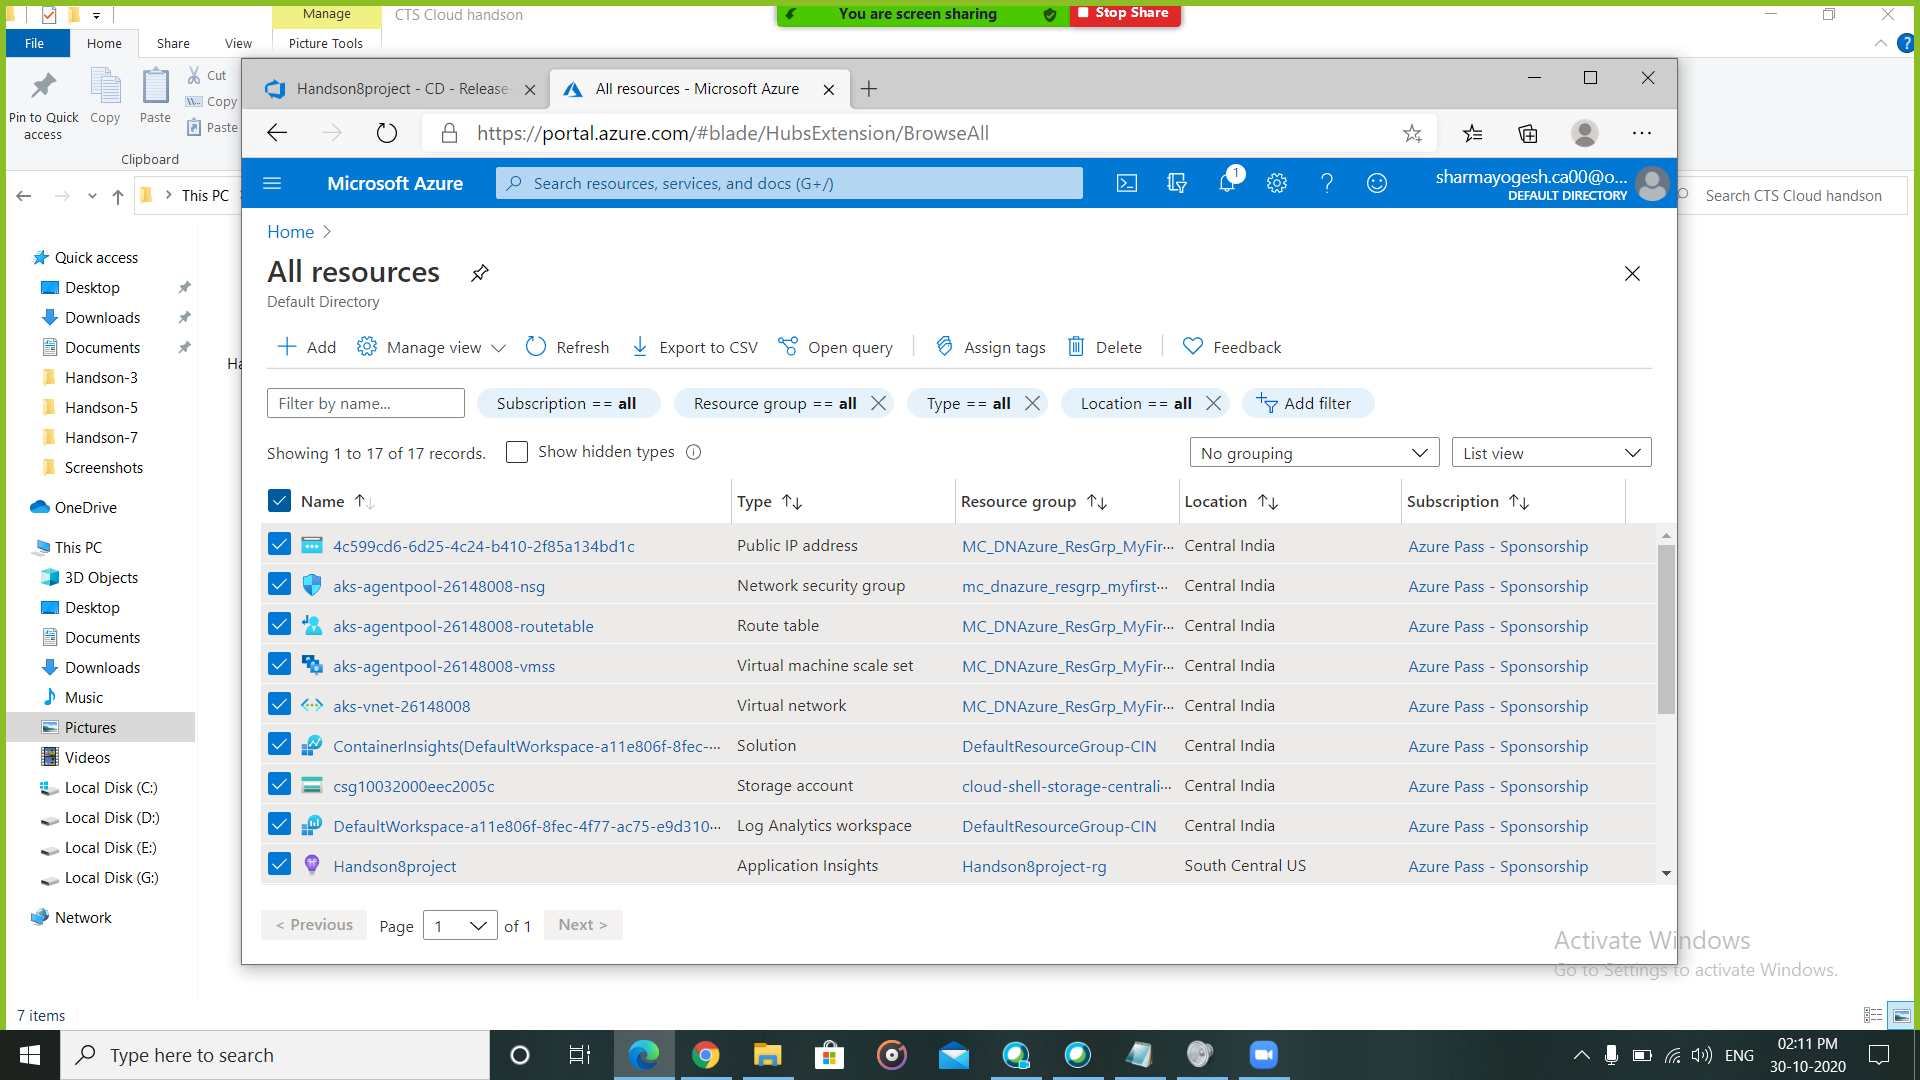 Manage
CTS Cloud handson
You are screen sharing
Stop Share
File
Home
Share
View
Picture Tools
Pin to Quick access
Copy
Paste
Cut
Copy
Paste
Clipboard
This PC
Search CTS Cloud handson
Handson8project - CD - Release-
All resources - Microsoft Azure
https://portal.azure.com/#blade/HubsExtension/BrowseAll
Microsoft Azure
Search resources, services, and docs (G+/)
1
sharmayogesh.ca00@o...
DEFAULT DIRECTORY
Home
All resources
Default Directory
Add
Manage view
Refresh
Export to CSV
Open query
Assign tags
Delete
Feedback
Filter by name...
Subscription == all
Resource group == all
Type == all
Location == all
Add filter
Showing 1 to 17 of 17 records.
Show hidden types
No grouping
List view
Name Type Resource group Location Subscription
4c599cd6-6d25-4c24-b410-2f85a134bd1c Public IP address MC_DNAzure_ResGrp_MyFir... Central India Azure Pass - Sponsorship
aks-agentpool-26148008-nsg Network security group mc_dnazure_resgrp_myfirst... Central India Azure Pass - Sponsorship
aks-agentpool-26148008-routetable Route table MC_DNAzure_ResGrp_MyFir... Central India Azure Pass - Sponsorship
aks-agentpool-26148008-vmss Virtual machine scale set MC_DNAzure_ResGrp_MyFir... Central India Azure Pass - Sponsorship
aks-vnet-26148008 Virtual network MC_DNAzure_ResGrp_MyFir... Central India Azure Pass - Sponsorship
ContainerInsights(DefaultWorkspace-a11e806f-8fec-... Solution DefaultResourceGroup-CIN Central India Azure Pass - Sponsorship
csg10032000eec2005c Storage account cloud-shell-storage-centrali... Central India Azure Pass - Sponsorship
DefaultWorkspace-a11e806f-8fec-4f77-ac75-e9d310... Log Analytics workspace DefaultResourceGroup-CIN Central India Azure Pass - Sponsorship
Handson8project Application Insights Handson8project-rg South Central US Azure Pass - Sponsorship
< Previous
Page 1 of 1
Next >
Quick access
Desktop
Downloads
Documents
Handson-3
Handson-5
Handson-7
Screenshots
OneDrive
This PC
3D Objects
Desktop
Documents
Downloads
Music
Pictures
Videos
Local Disk (C:)
Local Disk (D:)
Local Disk (E:)
Local Disk (G:)
Network
Ha
Activate Windows
Go to Settings to activate Windows.
7 items
Type here to search
ENG
02:11 PM
30-10-2020